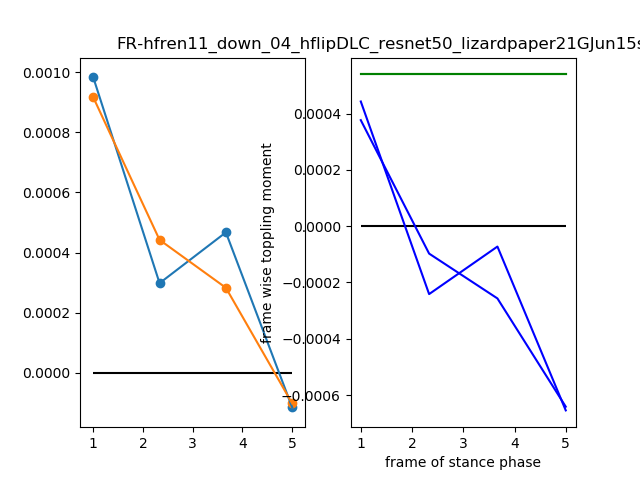 FR-hfren11_down_04_hflipDLC_resnet50_lizardpaper21GJun15s
0.0010
0.0008
0.0006
0.0004
0.0002
0.0000
1 2 3 4 5
frame wise toppling moment
0.0004
0.0002
0.0000
−0.0002
−0.0004
−0.0006
1 2 3 4 5
frame of stance phase